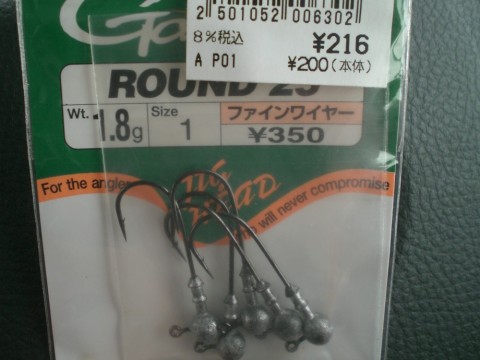 2 501052 006302
8%税込 ¥216
A P01 ¥200(本体)
ROUND 25
Wt. 1.8g Size 1 ファインワイヤー ¥350
For the angler
will never compromise